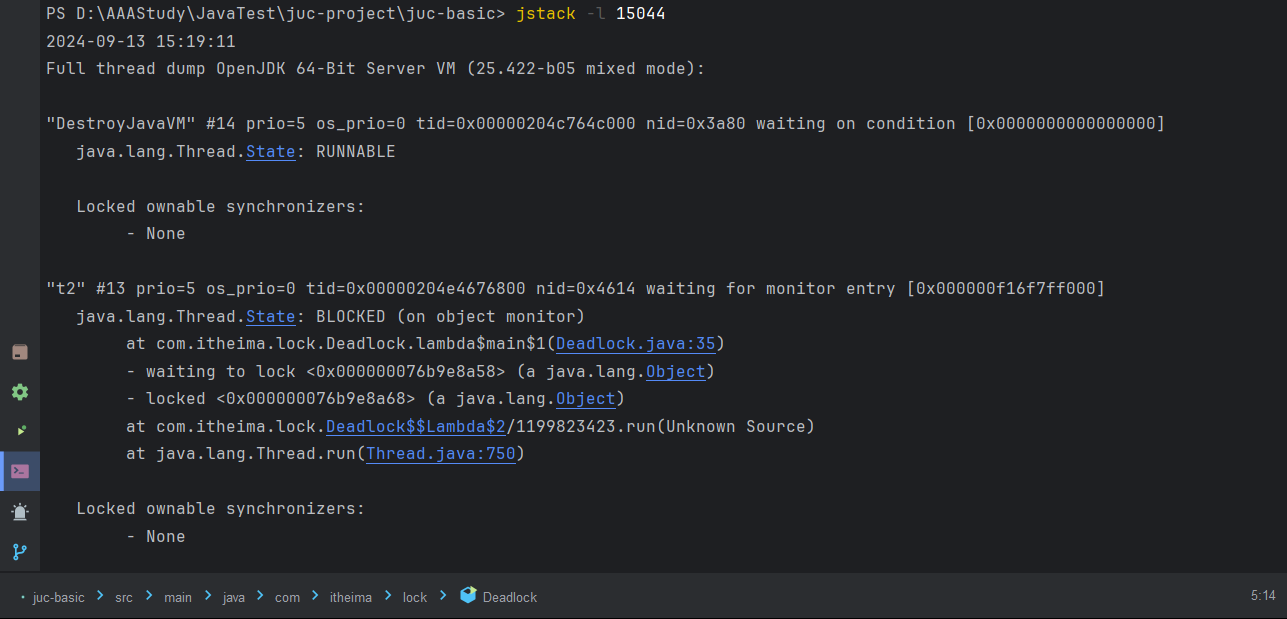 PS D:\AAAStudy\JavaTest\juc-project\juc-basic> jstack -l 15044
2024-09-13 15:19:11
Full thread dump OpenJDK 64-Bit Server VM (25.422-b05 mixed mode):
"DestroyJavaVM" #14 prio=5 os_prio=0 tid=0x00000204c764c000 nid=0x3a80 waiting on condition [0x0000000000000000]
java.lang.Thread.State: RUNNABLE
Locked ownable synchronizers:
- None
"t2" #13 prio=5 os_prio=0 tid=0x00000204e4676800 nid=0x4614 waiting for monitor entry [0x000000f16f7ff000]
java.lang.Thread.State: BLOCKED (on object monitor)
at com.itheima.lock.Deadlock.lambda$main$1(Deadlock.java:35)
- waiting to lock <0x000000076b9e8a58> (a java.lang.Object)
- locked <0x000000076b9e8a68> (a java.lang.Object)
at com.itheima.lock.Deadlock$$Lambda$2/1199823423.run(Unknown Source)
at java.lang.Thread.run(Thread.java:750)
Locked ownable synchronizers:
- None
juc-basic > src > main > java > com > itheima > lock > Deadlock 5:14